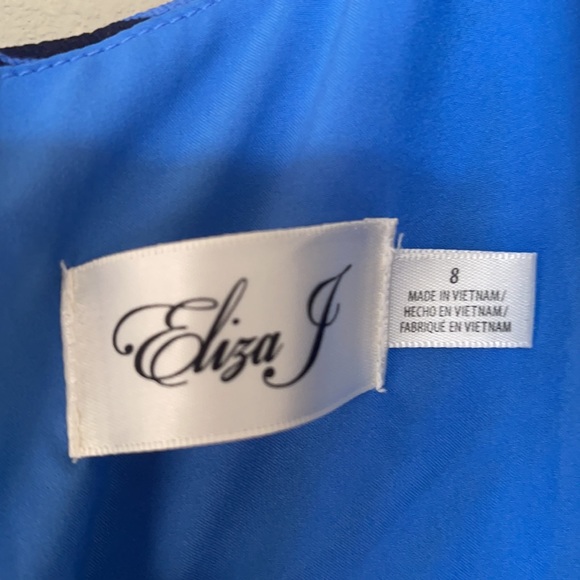 Eliza J
8
MADE IN VIETNAM/
HECHO EN VIETNAM/
FABRIQUÉ EN VIETNAM